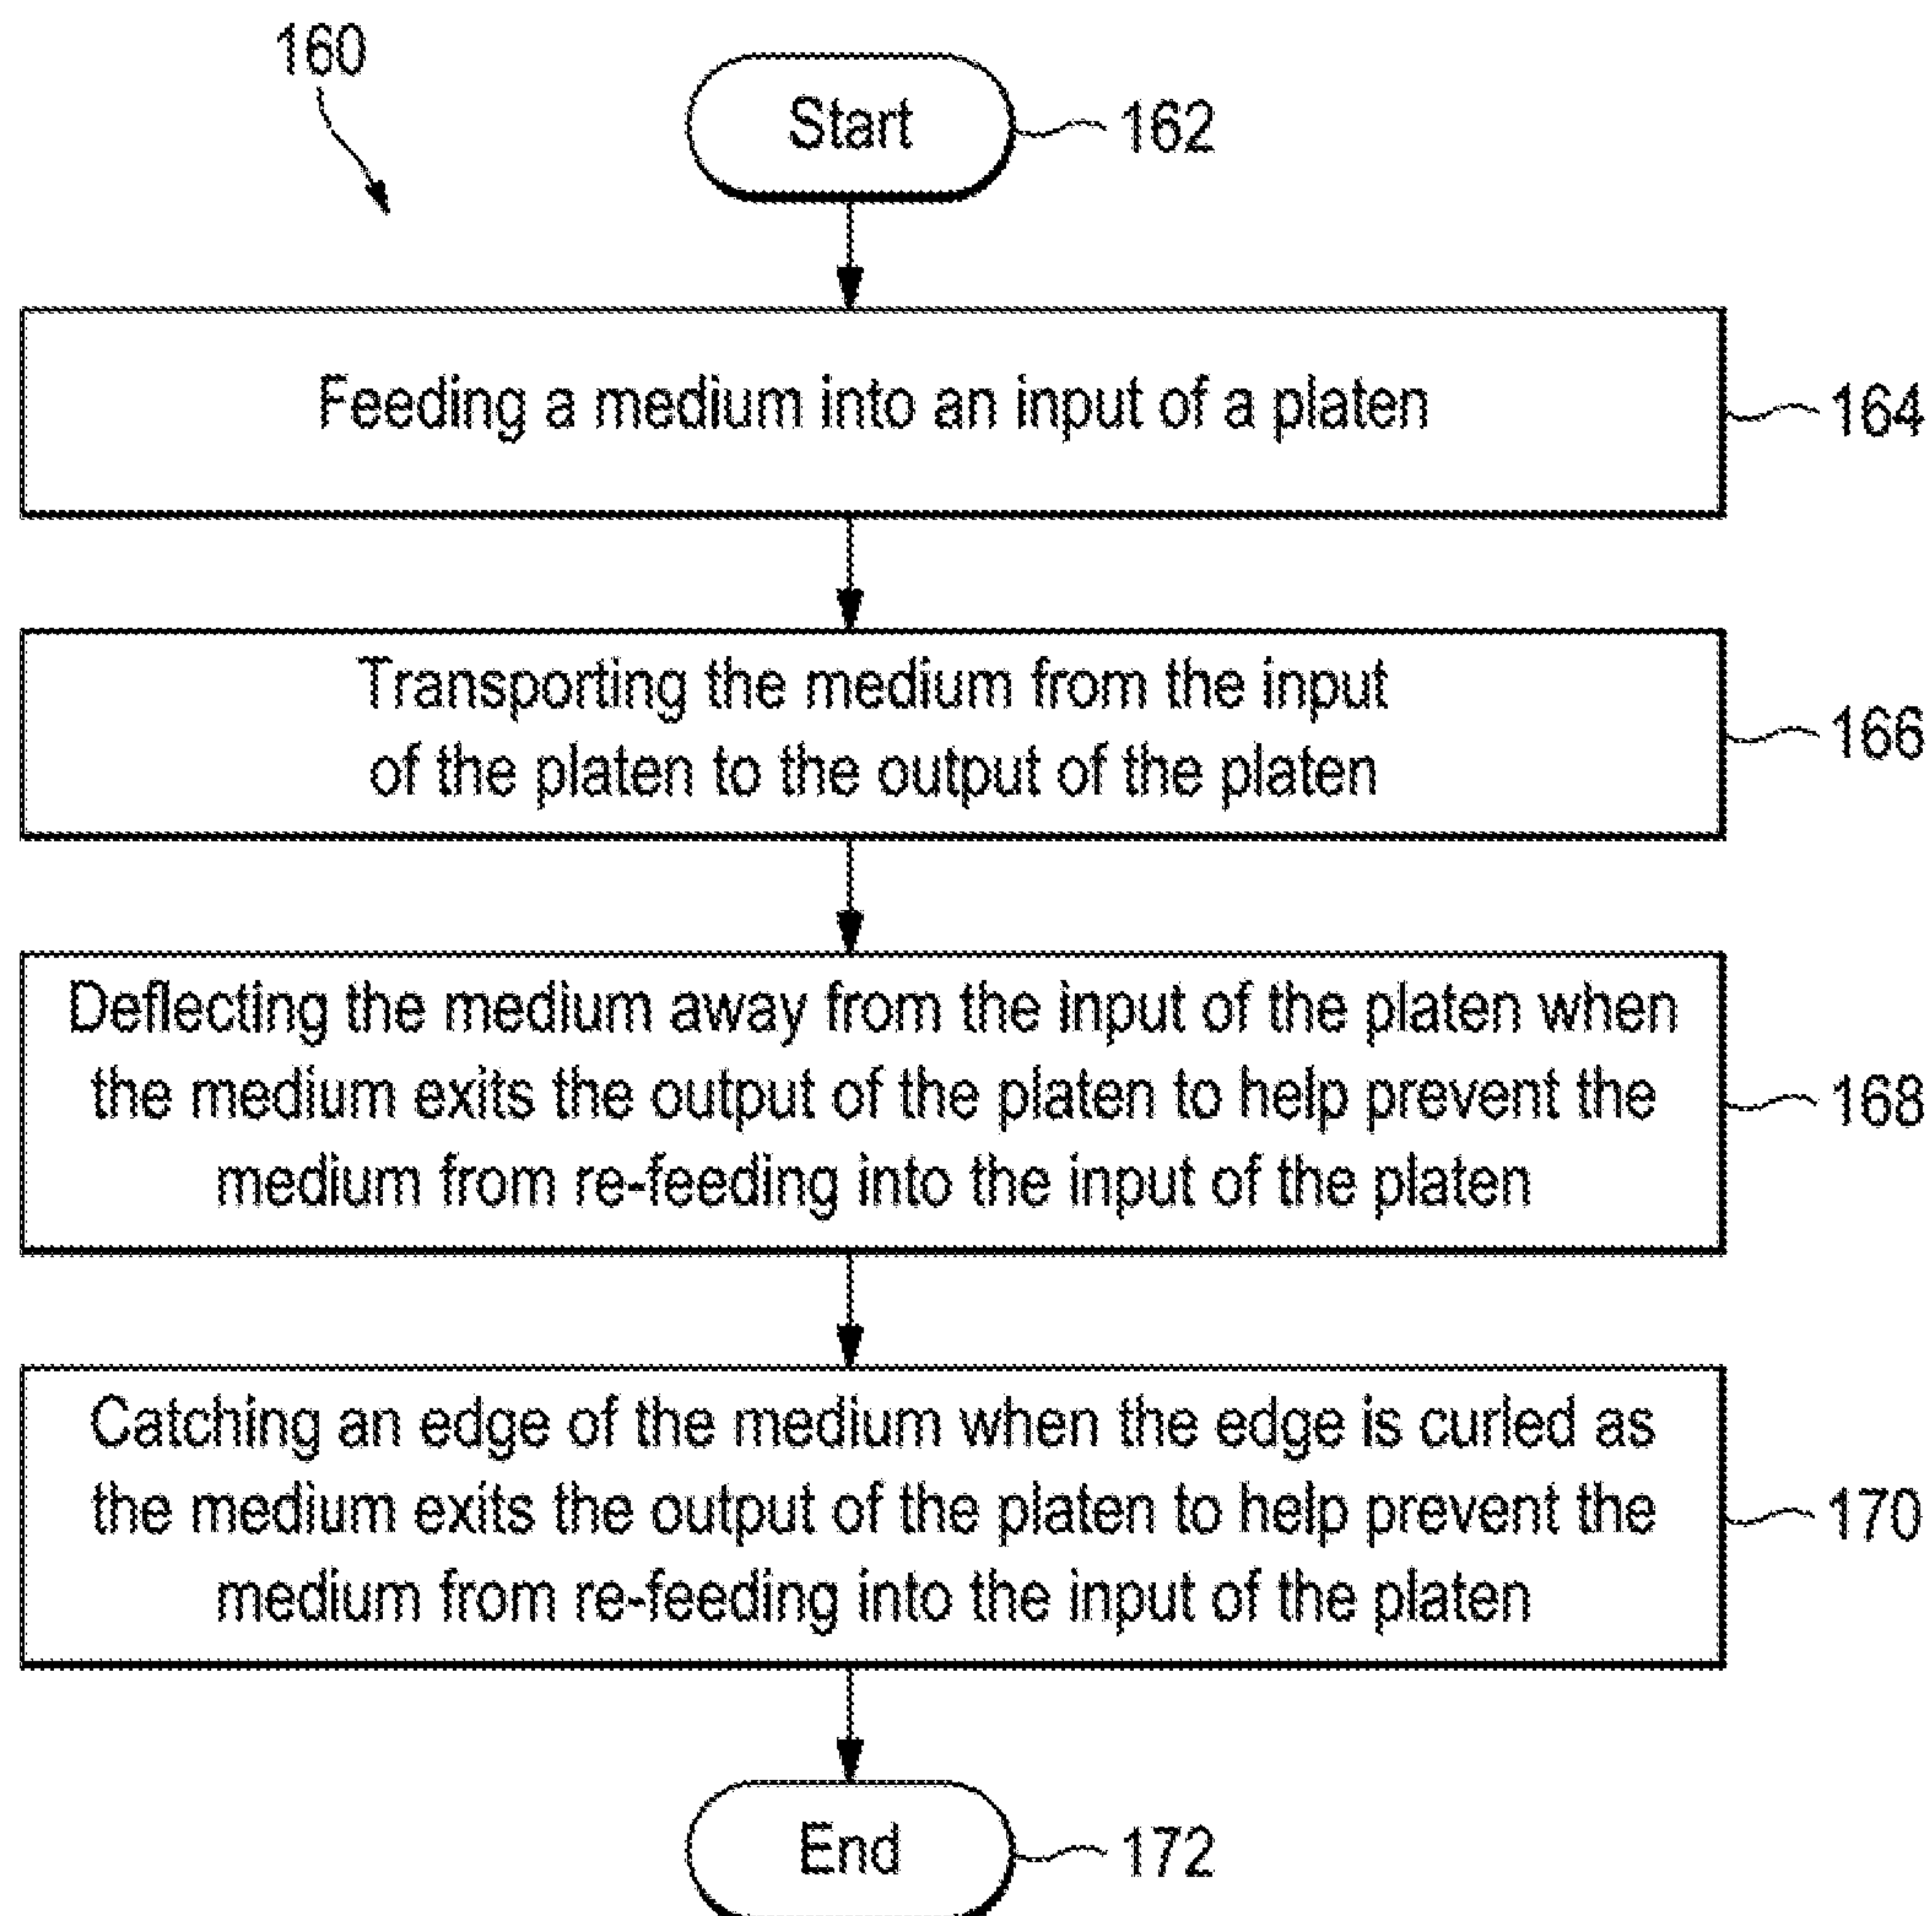 160
Start
162
Feeding a medium into an input of a platen
164
Transporting the medium from the input
of the platen to the output of the platen
166
Deflecting the medium away from the input of the platen when
the medium exits the output of the platen to help prevent the
medium from re-feeding into the input of the platen
168
Catching an edge of the medium when the edge is curled as
the medium exits the output of the platen to help prevent the
medium from re-feeding into the input of the platen
170
End
172